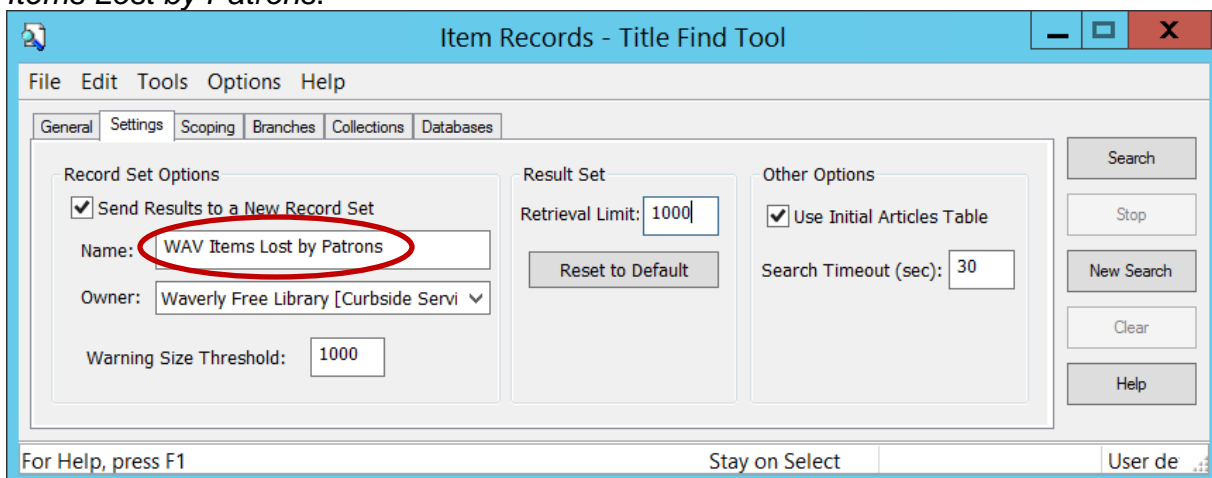 Items Lost by Patrons.
Item Records - Title Find Tool
File Edit Tools Options Help
General Settings Scoping Branches Collections Databases
Record Set Options
Send Results to a New Record Set
Name: WAV Items Lost by Patrons
Owner: Waverly Free Library [Curbside Servi
Warning Size Threshold: 1000
Result Set
Retrieval Limit: 1000
Reset to Default
Other Options
Use Initial Articles Table
Search Timeout (sec): 30
Search
Stop
New Search
Clear
Help
For Help, press F1
Stay on Select
User de